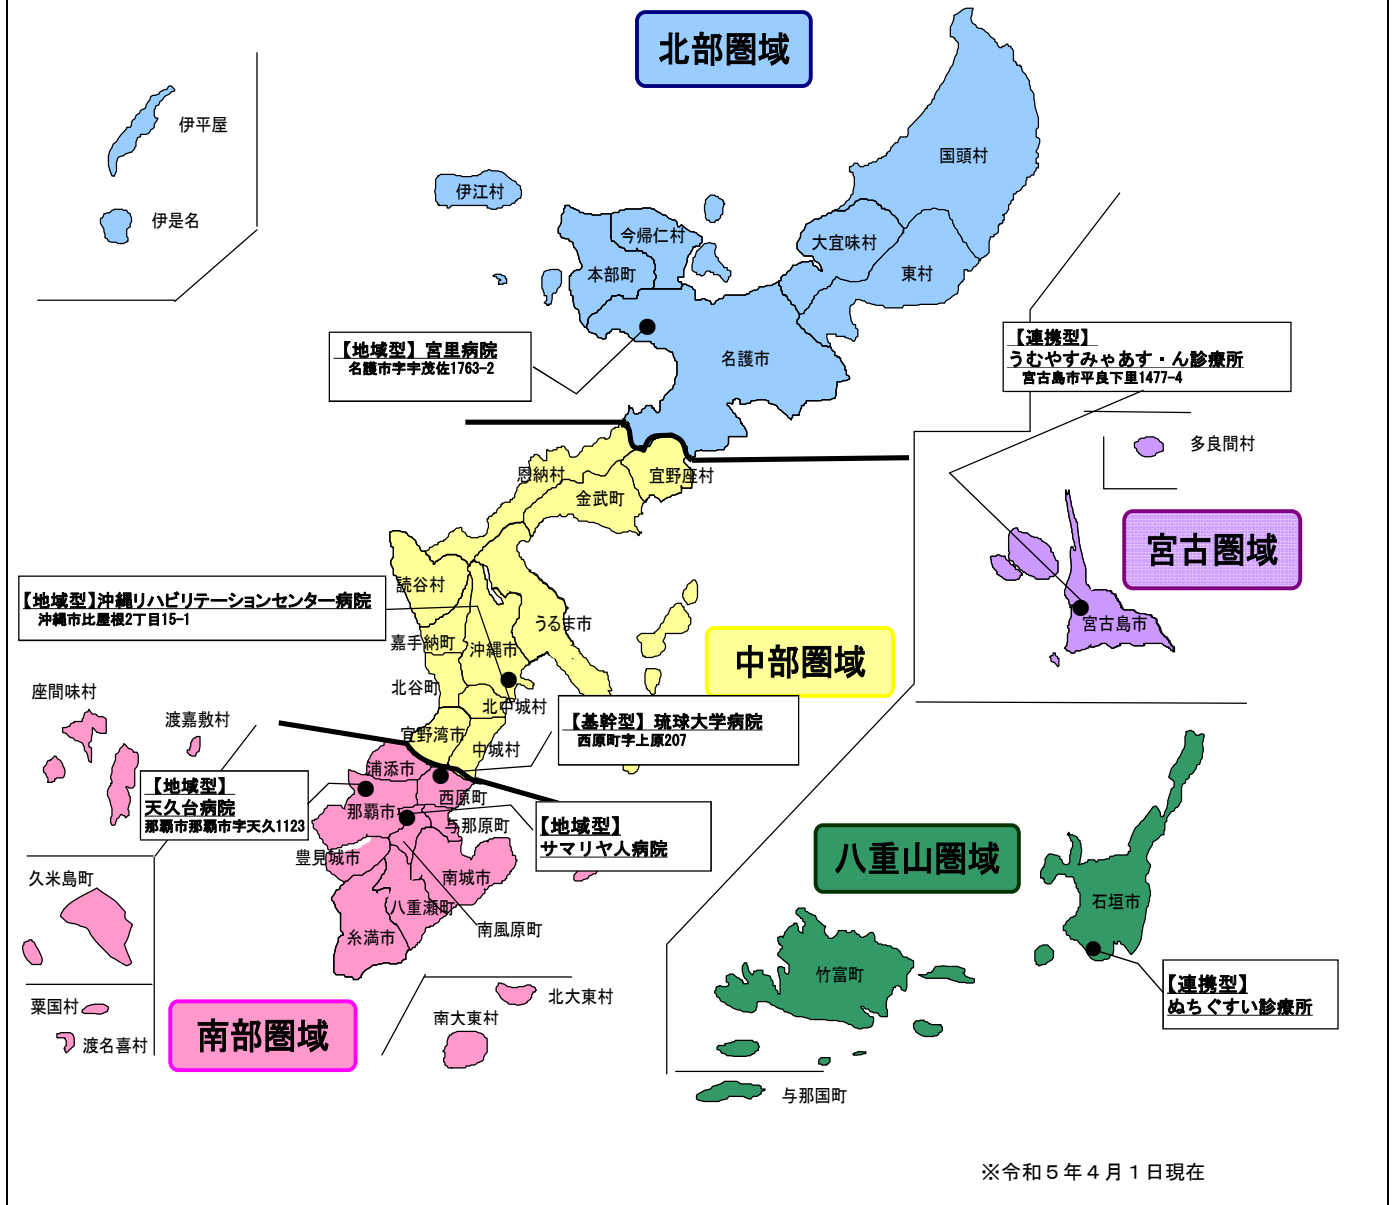 北部圏域
伊平屋
伊是名
伊江村
国頭村
今帰仁村
大宜味村
本部町
東村
名護市
【地域型】宮里病院
名護市字宇茂佐1763-2
【連携型】
うむやすみゃあす・ん診療所
宮古島市平良下里1477-4
多良間村
宮古圏域
宮古島市
恩納村
宜野座村
金武町
読谷村
【地域型】沖縄リハビリテーションセンター病院
沖縄市比屋根2丁目15-1
うるま市
嘉手納町
沖縄市
中部圏域
北谷町
北中城村
宜野湾市
中城村
【基幹型】琉球大学病院
西原町字上原207
座間味村
渡嘉敷村
浦添市
【地域型】
天久台病院
那覇市那覇市字天久1123
西原町
那覇市
与那原町
【地域型】
サマリヤ人病院
豊見城市
南城市
久米島町
八重瀬町
南風原町
糸満市
粟国村
渡名喜村
南部圏域
北大東村
南大東村
八重山圏域
石垣市
竹富町
【連携型】
ぬちぐすい診療所
与那国町
※令和５年４月１日現在